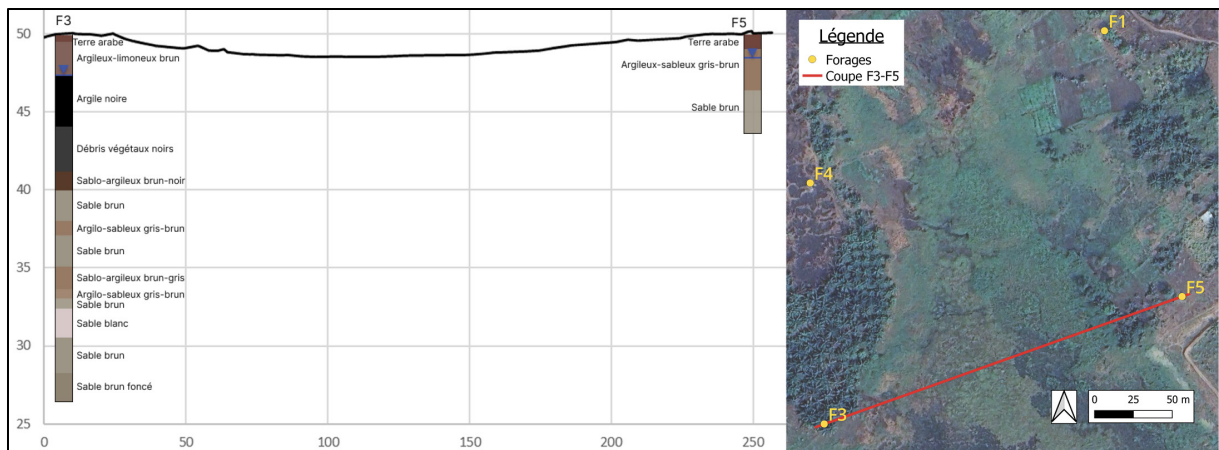 F3
F5
50
45
40
35
30
25
0
50
100
150
200
250
Terre arabe
Argileux-limoneux brun
Argile noire
Débris végétaux noirs
Sablo-argileux brun-noir
Sable brun
Argilo-sableux gris-brun
Sable brun
Sablo-argileux brun-gris
Argilo-sableux gris-brun
Sable brun
Sable blanc
Sable brun
Sable brun foncé
Terre arabe
Argileux-sableux gris-brun
Sable brun
Légende
Forages
Coupe F3-F5
F1
F4
F5
F3
0 25 50 m